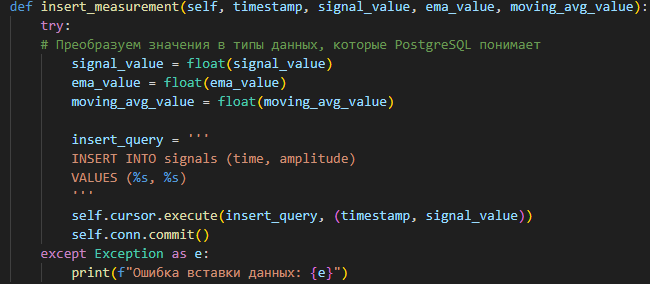 def insert_measurement(self, timestamp, signal_value, ema_value, moving_avg_value):
    try:
    # Преобразуем значения в типы данных, которые PostgreSQL понимает
        signal_value = float(signal_value)
        ema_value = float(ema_value)
        moving_avg_value = float(moving_avg_value)

        insert_query = '''
        INSERT INTO signals (time, amplitude)
        VALUES (%s, %s)
        '''
        self.cursor.execute(insert_query, (timestamp, signal_value))
        self.conn.commit()
    except Exception as e:
        print(f"Ошибка вставки данных: {e}")